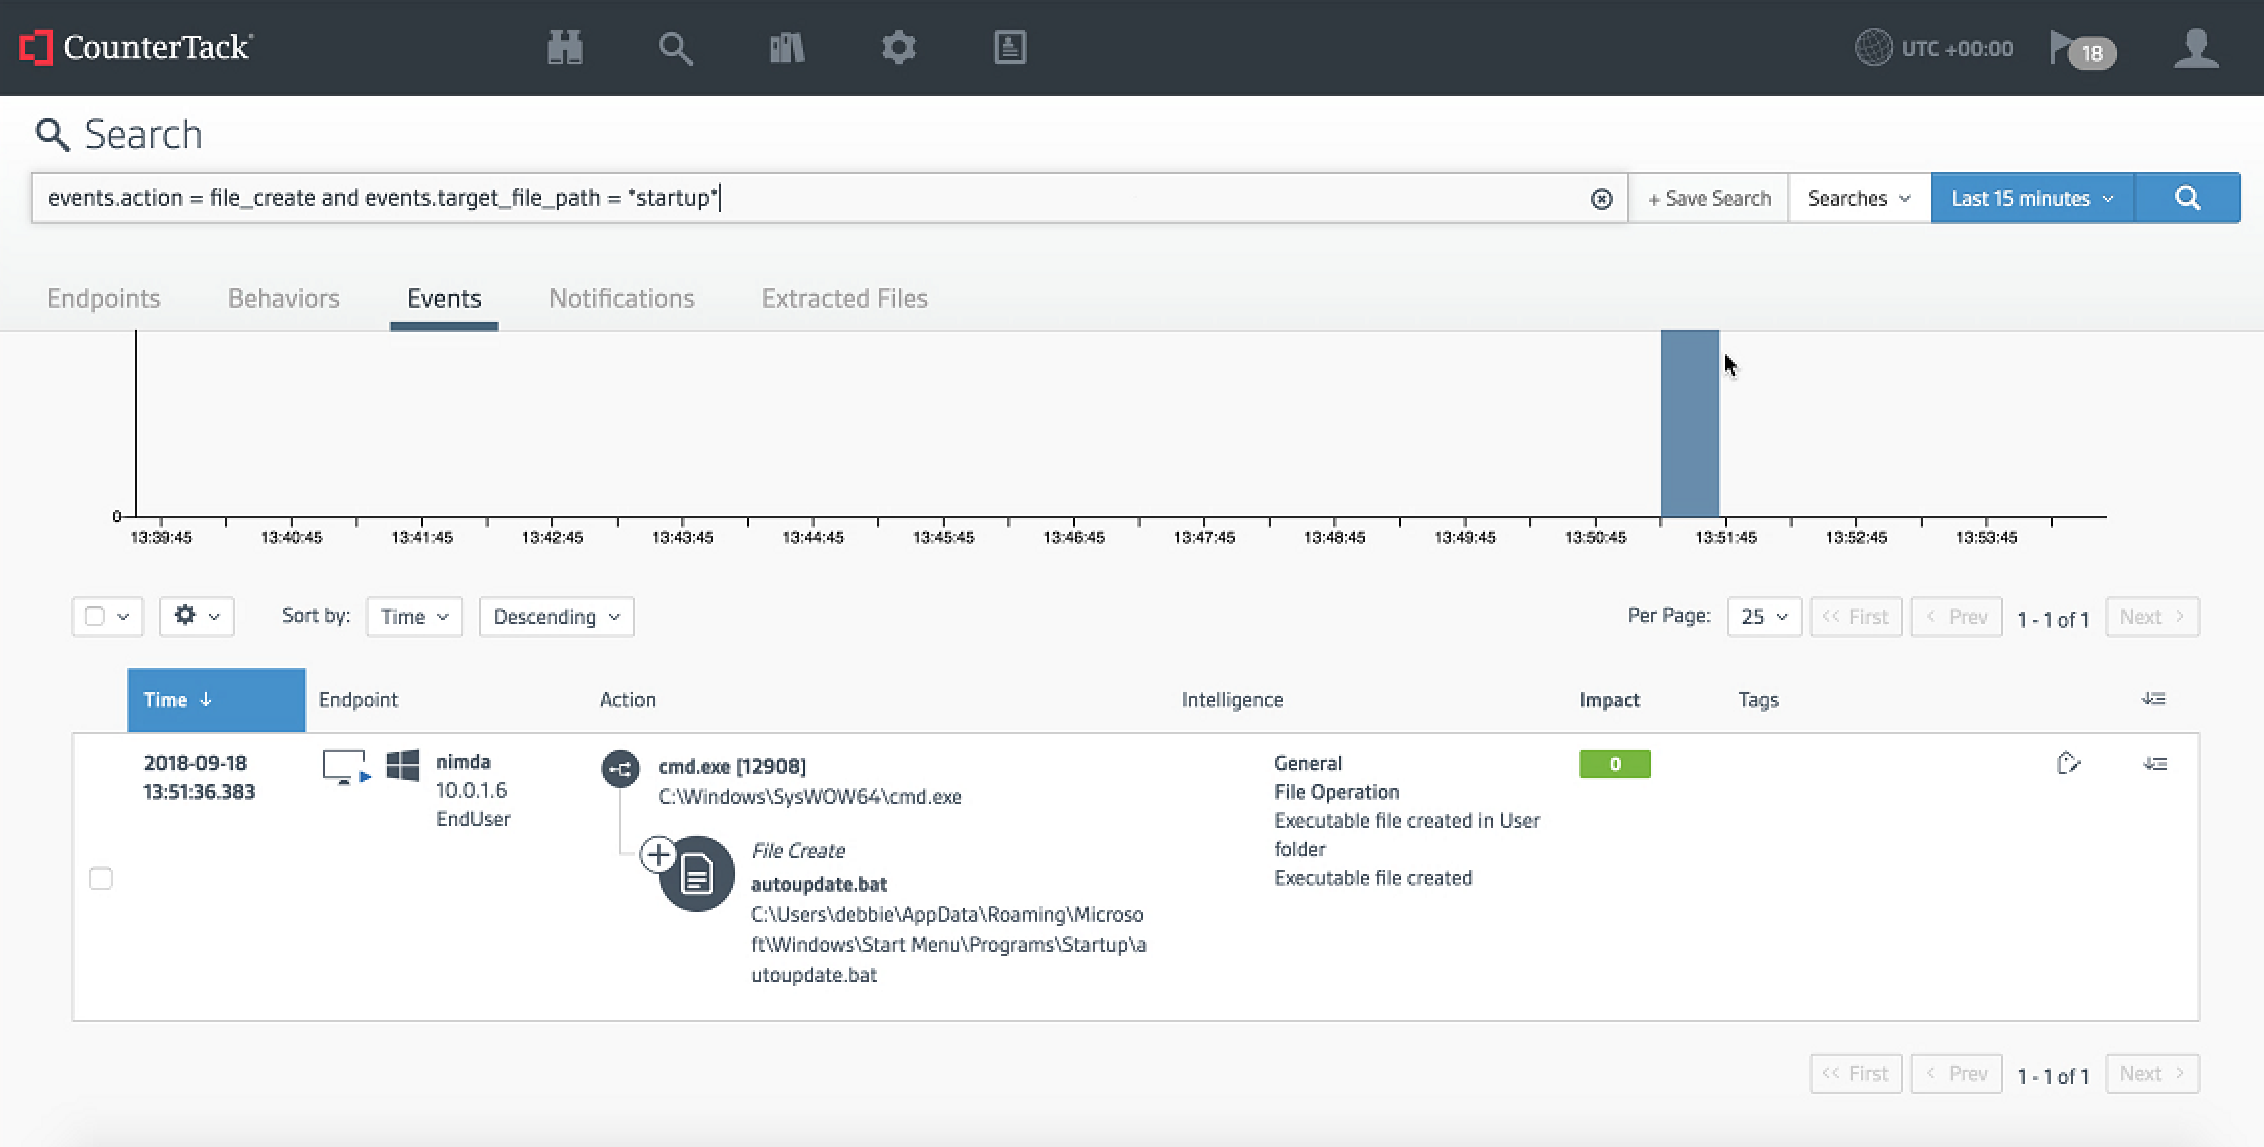 CounterTack
UTC +00:00
18
Search
events.action = file_create and events.target_file_path = *startup*
+ Save Search
Searches
Last 15 minutes
Endpoints
Behaviors
Events
Notifications
Extracted Files
0
13:39:45 13:40:45 13:41:45 13:42:45 13:43:45 13:44:45 13:45:45 13:46:45 13:47:45 13:48:45 13:49:45 13:50:45 13:51:45 13:52:45 13:53:45
Sort by: Time Descending
Per Page: 25 << First < Prev 1 - 1 of 1 Next >
Time ↓ Endpoint Action Intelligence Impact Tags
2018-09-18
13:51:36.383
nimda
10.0.1.6
EndUser
cmd.exe [12908]
C:\Windows\SysWOW64\cmd.exe
File Create
autoupdate.bat
C:\Users\debbie\AppData\Roaming\Microso
ft\Windows\Start Menu\Programs\Startup\a
utoupdate.bat
General
File Operation
Executable file created in User
folder
Executable file created
0
<< First < Prev 1 - 1 of 1 Next >